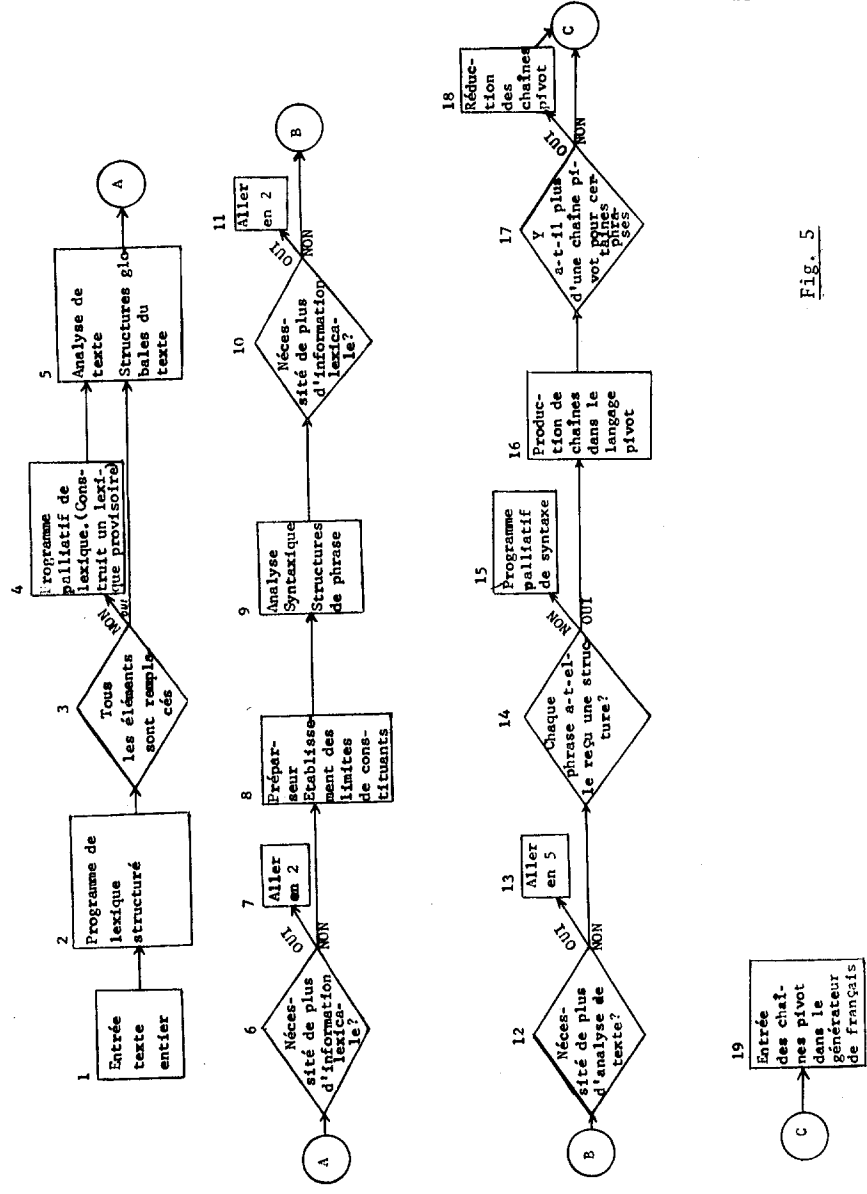 1
Entrée
texte
entier
2
Programme de
lexique
structuré
3
Tous
les éléments
sont rempla
cés
NON
OUI
4
Programme
palliatif de
lexique.(Cons-
truit un lexi-
que provisoire)
5
Analyse de
texte
Structures glo
bales du
texte
A
A
6
Néces-
sité de plus
d'information
lexica-
le?
OUI
NON
7
Aller
en 2
8
Prépar-
seur
Etablisse
ment des
limites
de cons-
tituants
9
Analyse
Syntaxique
Structures
de phrase
10
Néces-
sité de plus
d'information
lexica-
le?
OUI
NON
11
Aller
en 2
B
B
12
Néces-
sité de plus
d'analyse de
texte?
OUI
NON
13
Aller
en 5
14
Chaque
phrase a-t-el-
le reçu une struc
ture?
NON
OUI
15
Programme
palliatif
de syntaxe
16
Produc-
tion de
chaînes
dans le
langage
pivot
17
Y
a-t-il plus
d'une chaîne pi-
vot pour cer-
taînes
phra-
ses
OUI
NON
18
Réduc-
tion
des
chaînes
pivot
C
C
19
Entrée
des chaî-
nes pivot
dans le
générateur
de français
Fig. 5